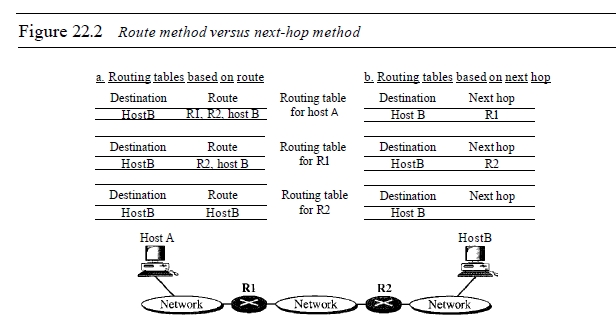 Figure 22.2 Route method versus next-hop method
a. Routing tables based on route
b. Routing tables based on next hop
Destination Route
HostB RI. R2. host B
Routing table
for host A
Destination Next hop
Host B R1
Destination Route
HostB R2, host B
Routing table
for R1
Destination Next hop
HostB R2
Destination Route
HostB HostB
Routing table
for R2
Destination Next hop
Host B
Host A
HostB
R1
R2
Network
Network
Network